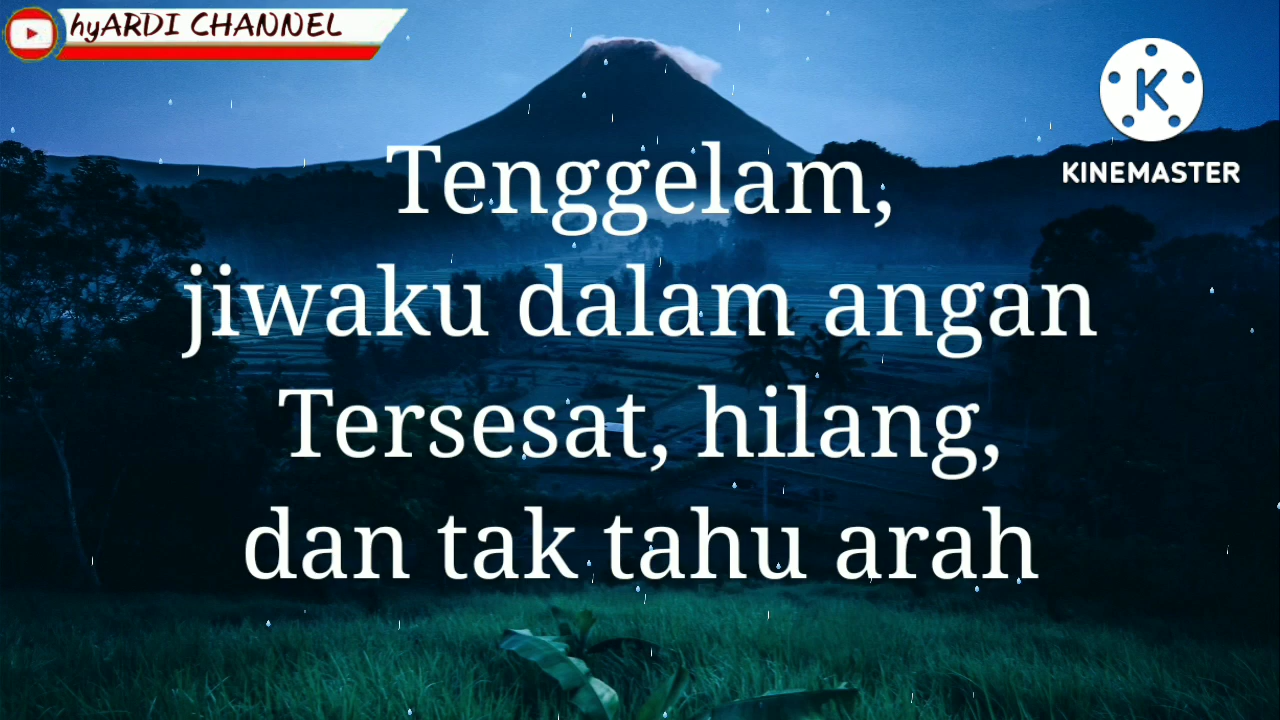 hyARDI CHANNEL
KINEMASTER
Tenggelam,
jiwaku dalam angan
Tersesat, hilang,
dan tak tahu arah